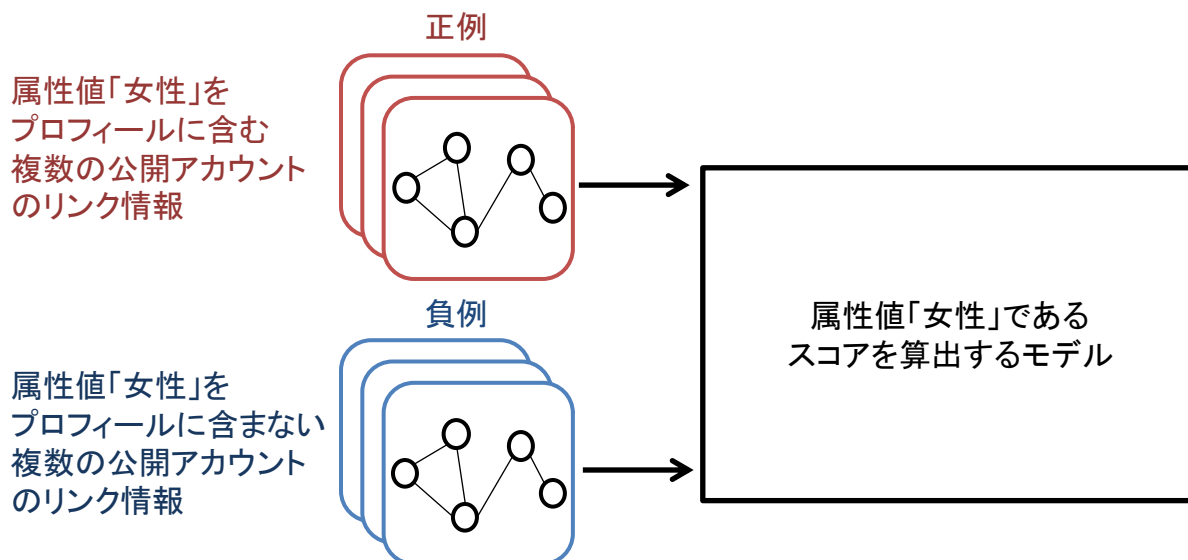 正例
属性値「女性」を
プロフィールに含む
複数の公開アカウント
のリンク情報
負例
属性値「女性」を
プロフィールに含まない
複数の公開アカウント
のリンク情報
属性値「女性」である
スコアを算出するモデル